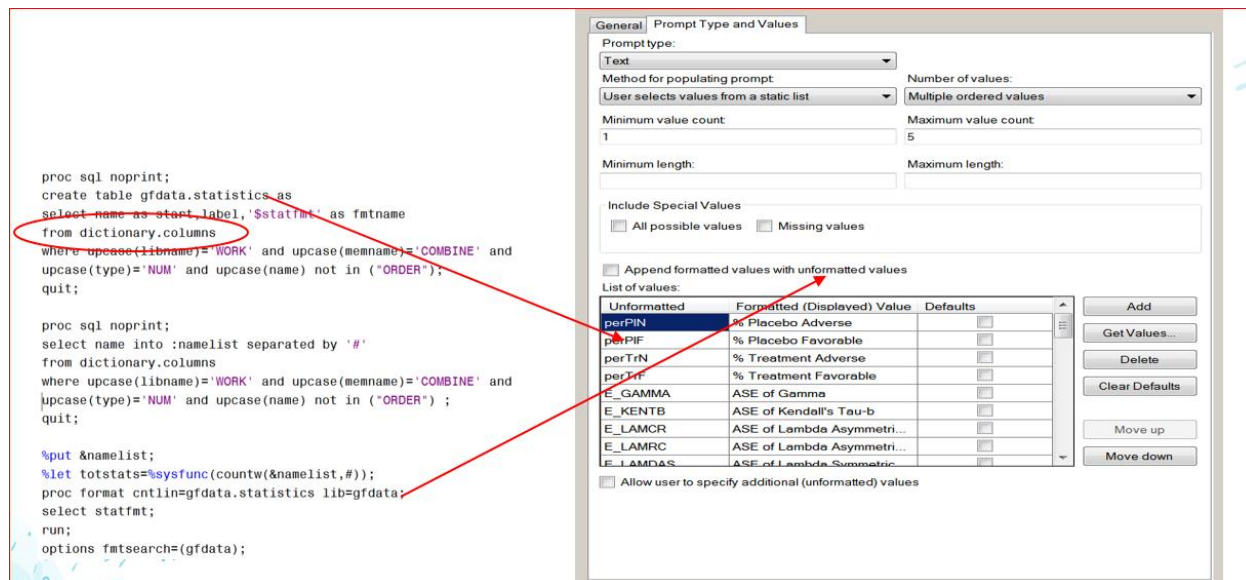 proc sql noprint;
create table gfdata.statistics as
select name as start,label,'$statfmt' as fmtname
from dictionary.columns
where upcase(libname)='WORK' and upcase(memname)='COMBINE' and
upcase(type)='NUM' and upcase(name) not in ("ORDER");
quit;
proc sql noprint;
select name into :namelist separated by '#'
from dictionary.columns
where upcase(libname)='WORK' and upcase(memname)='COMBINE' and
upcase(type)='NUM' and upcase(name) not in ("ORDER") ;
quit;
%put &namelist;
%let totstats=%sysfunc(countw(&namelist,#));
proc format cntlin=gfdata.statistics lib=gfdata;
select statfmt;
run;
options fmtsearch=(gfdata);
General Prompt Type and Values
Prompt type:
Text
Method for populating prompt: Number of values:
User selects values from a static list Multiple ordered values
Minimum value count: Maximum value count:
1 5
Minimum length: Maximum length:
Include Special Values
All possible values Missing values
Append formatted values with unformatted values
List of values:
Unformatted Formatted (Displayed) Value Defaults Add
perPlN % Placebo Adverse
perPlF % Placebo Favorable Get Values...
perTrN % Treatment Adverse Delete
perTrF % Treatment Favorable
E_GAMMA ASE of Gamma Clear Defaults
E_KENTB ASE of Kendall's Tau-b
E_LAMCR ASE of Lambda Asymmetri... Move up
E_LAMRC ASE of Lambda Asymmetri...
E_LAMDAS ASE of Lambda Symmetric Move down
Allow user to specify additional (unformatted) values